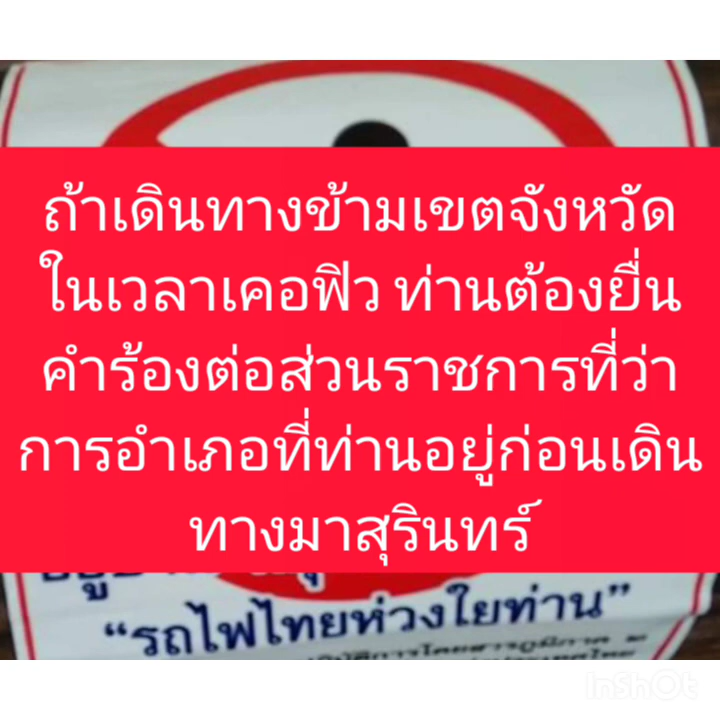 ถ้าเดินทางข้ามเขตจังหวัด
ในเวลาเคอฟิว ท่านต้องยื่น
คำร้องต่อส่วนราชการที่ว่า
การอำเภอที่ท่านอยู่ก่อนเดิน
ทางมาสุรินทร์
“รถไฟไทยห่วงใยท่าน”
InShOt